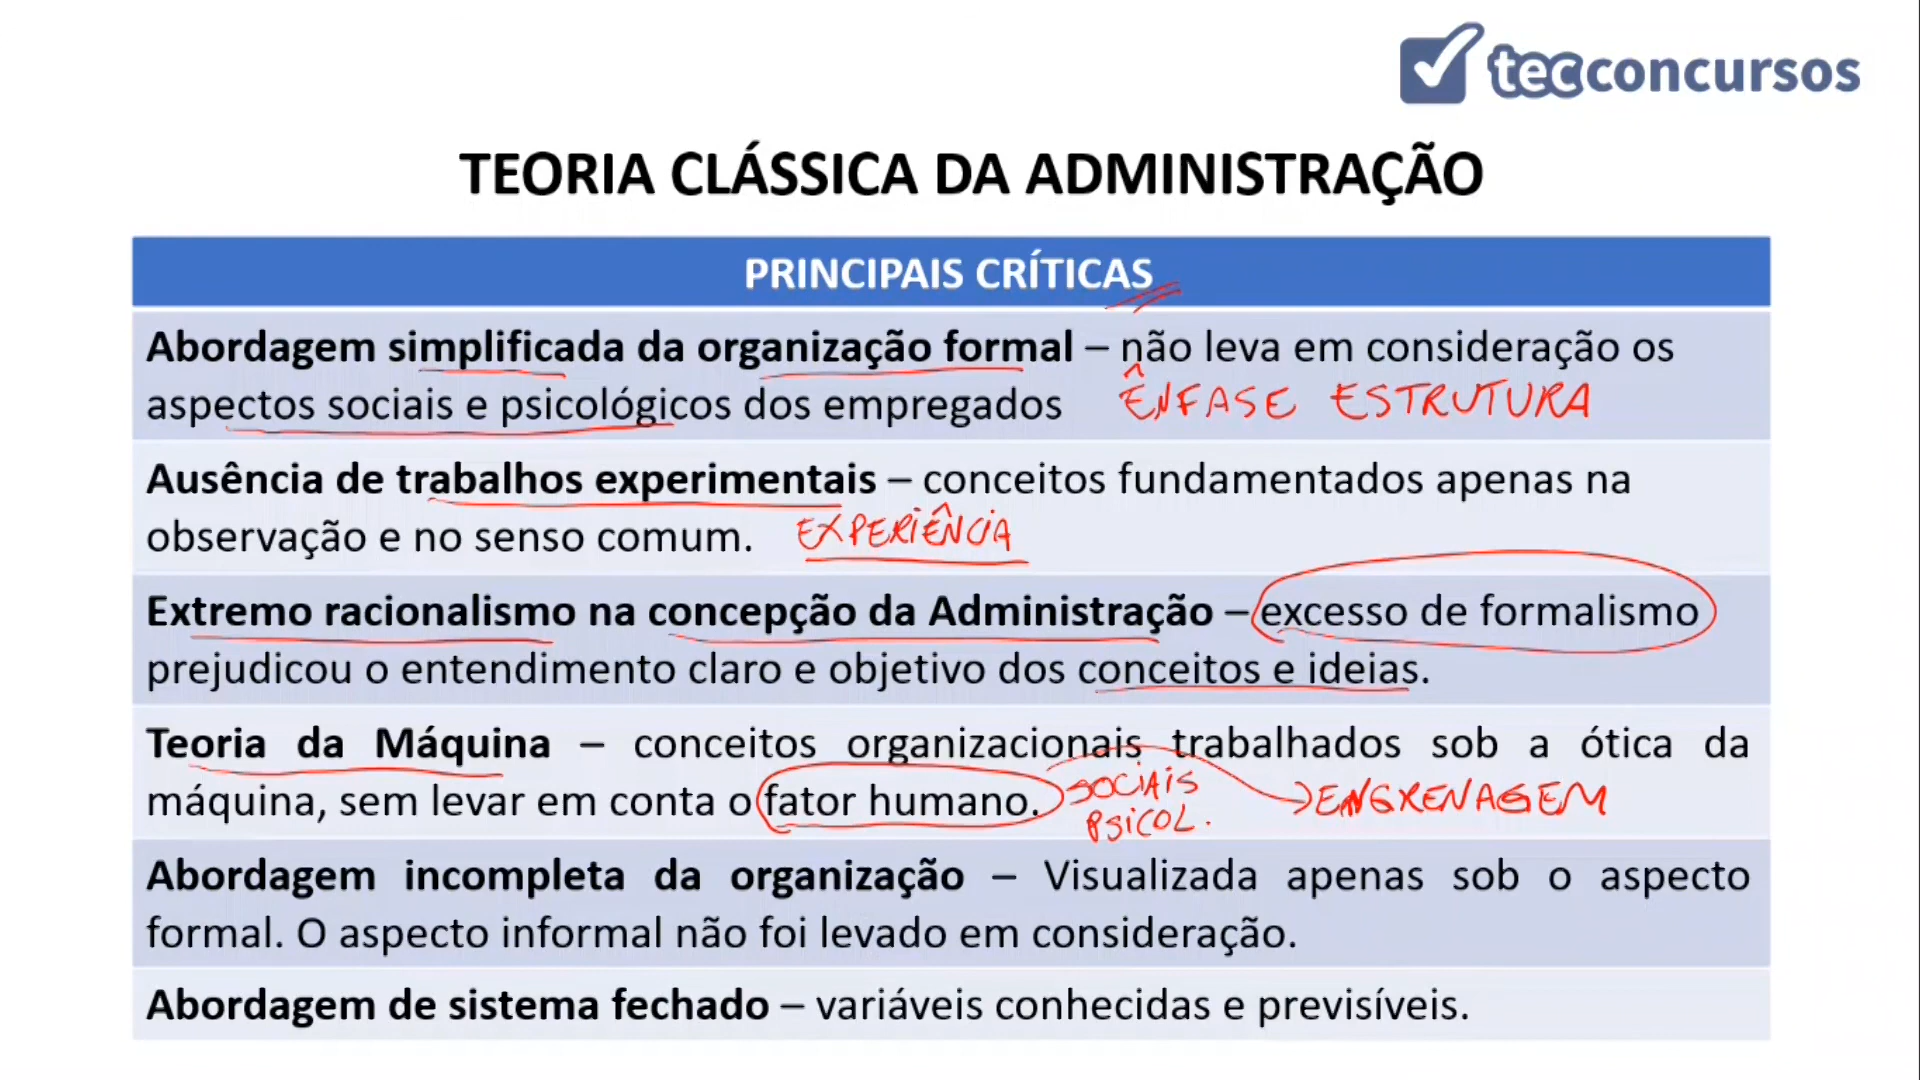 tecconcursos
TEORIA CLÁSSICA DA ADMINISTRAÇÃO
PRINCIPAIS CRÍTICAS
Abordagem simplificada da organização formal – não leva em consideração os
aspectos sociais e psicológicos dos empregados ÊNFASE ESTRUTURA
Ausência de trabalhos experimentais – conceitos fundamentados apenas na
observação e no senso comum. EXPERIÊNCIA
Extremo racionalismo na concepção da Administração – excesso de formalismo
prejudicou o entendimento claro e objetivo dos conceitos e ideias.
Teoria da Máquina – conceitos organizacionais trabalhados sob a ótica da
máquina, sem levar em conta o fator humano. SOCIAIS ENGRENAGEM
PSICOL.
Abordagem incompleta da organização – Visualizada apenas sob o aspecto
formal. O aspecto informal não foi levado em consideração.
Abordagem de sistema fechado – variáveis conhecidas e previsíveis.